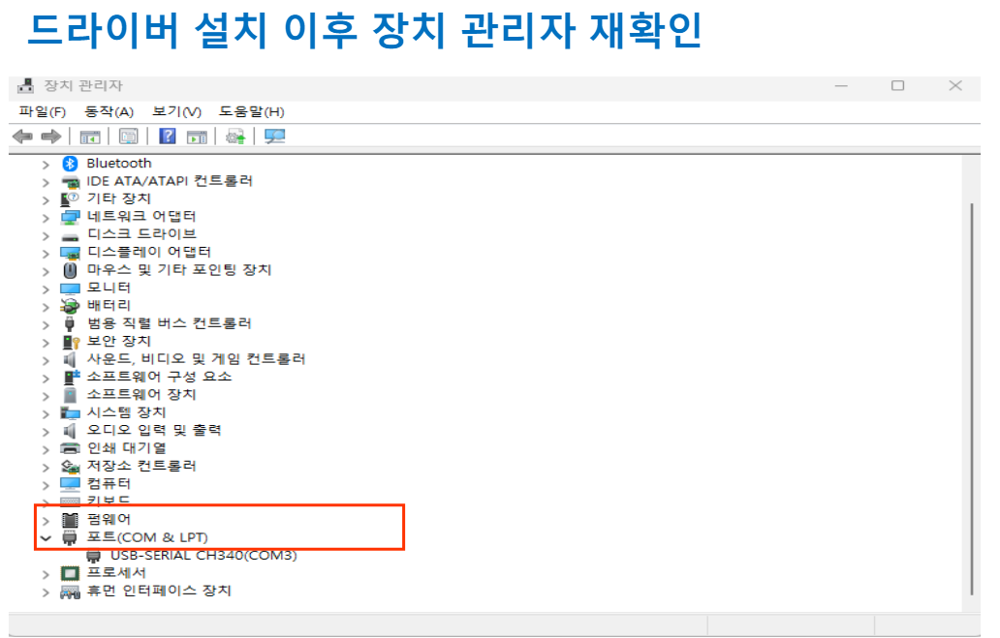 드라이버 설치 이후 장치 관리자 재확인
장치 관리자
파일(F) 동작(A) 보기(V) 도움말(H)
Bluetooth
IDE ATA/ATAPI 컨트롤러
기타 장치
네트워크 어댑터
디스크 드라이브
디스플레이 어댑터
마우스 및 기타 포인팅 장치
모니터
배터리
범용 직렬 버스 컨트롤러
보안 장치
사운드, 비디오 및 게임 컨트롤러
소프트웨어 구성 요소
소프트웨어 장치
시스템 장치
오디오 입력 및 출력
인쇄 대기열
저장소 컨트롤러
컴퓨터
키보드
펌웨어
포트(COM & LPT)
USB-SERIAL CH340(COM3)
프로세서
휴먼 인터페이스 장치